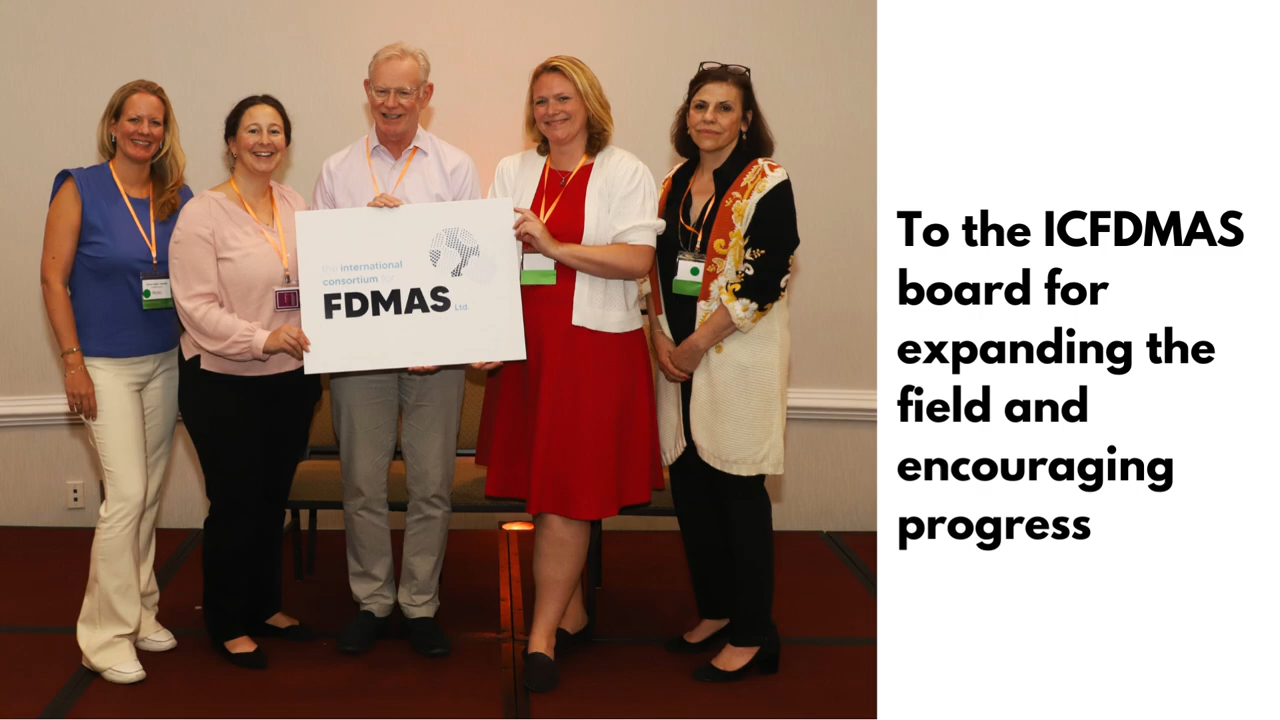 the international
consortium for
FDMAS Ltd.
To the ICFDMAS
board for
expanding the
field and
encouraging
progress